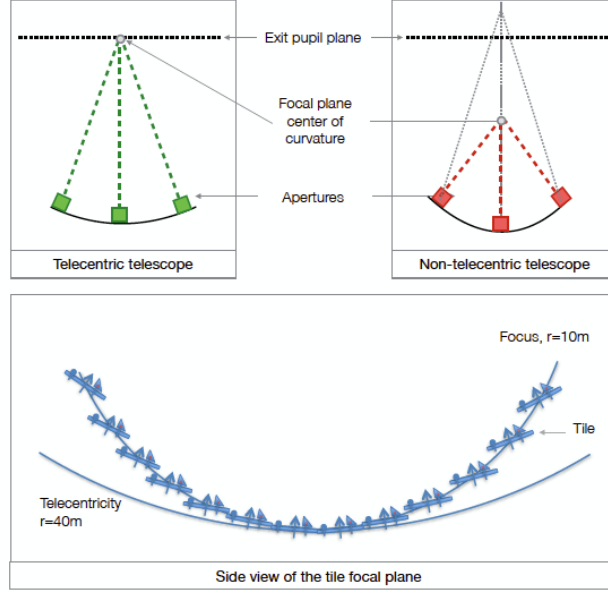 Exit pupil plane
Focal plane
center of
curvature
Apertures
Telecentric telescope
Non-telecentric telescope
Focus, r=10m
Tile
Telecentricity
r=40m
Side view of the tile focal plane